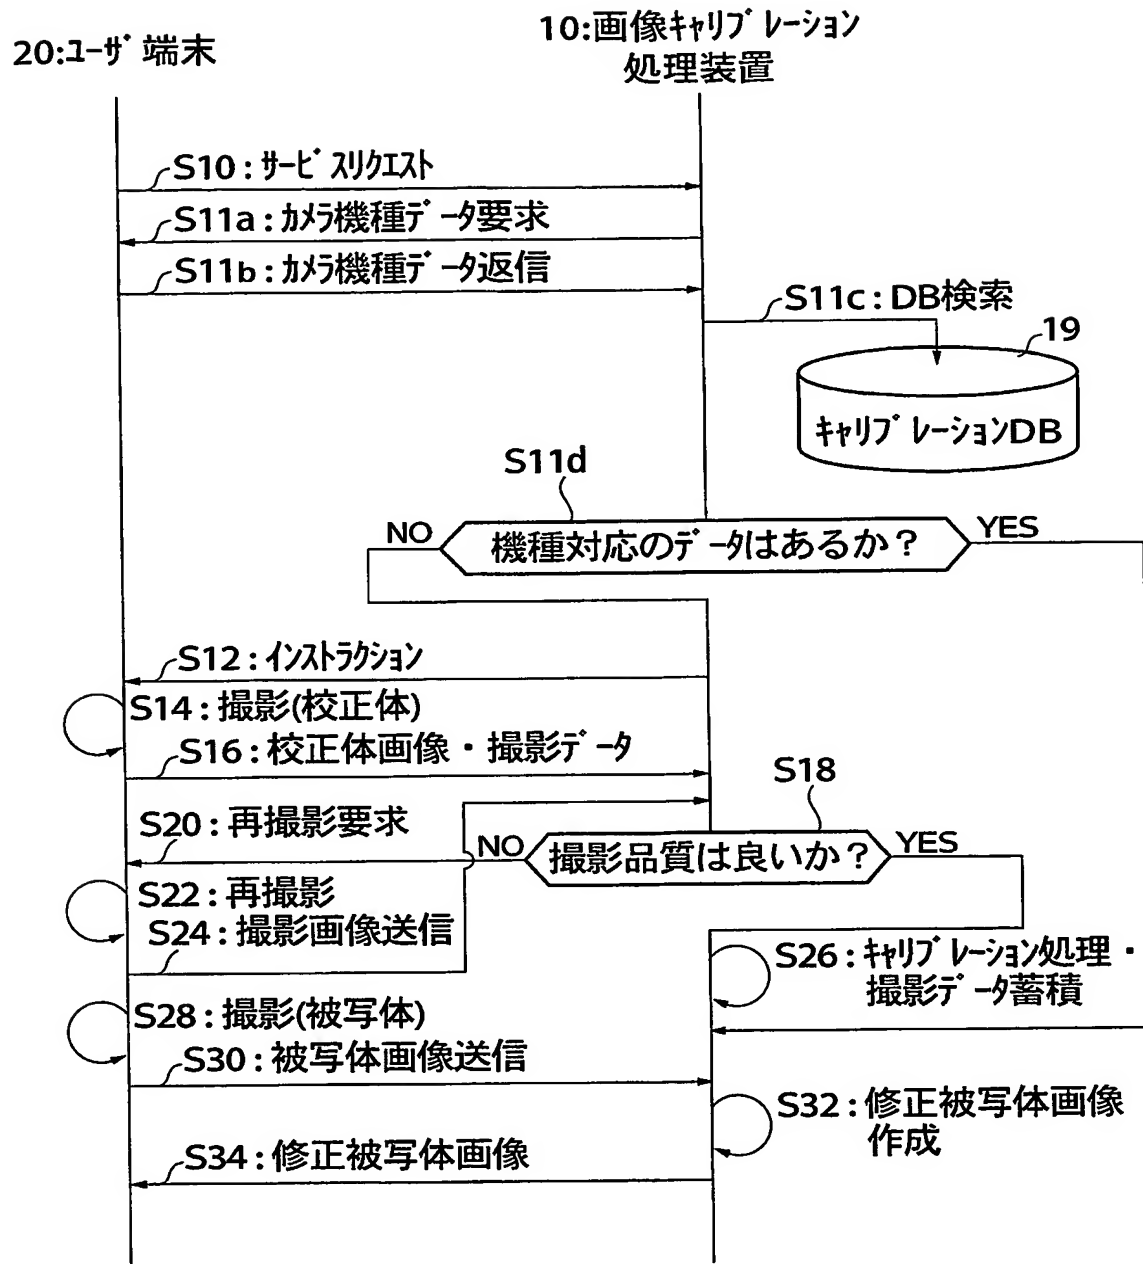 20:ユーザ端末
10:画像キャリブレーション
処理装置
S10:サービスリクエスト
S11a:カメラ機種データ要求
S11b:カメラ機種データ返信
S11c:DB検索
19
キャリブレーションDB
S11d
NO
機種対応のデータはあるか?
YES
S12:インストラクション
S14:撮影(校正体)
S16:校正体画像・撮影データ
S18
S20:再撮影要求
NO
撮影品質は良いか?
YES
S22:再撮影
S24:撮影画像送信
S26:キャリブレーション処理・
撮影データ蓄積
S28:撮影(被写体)
S30:被写体画像送信
S32:修正被写体画像
作成
S34:修正被写体画像